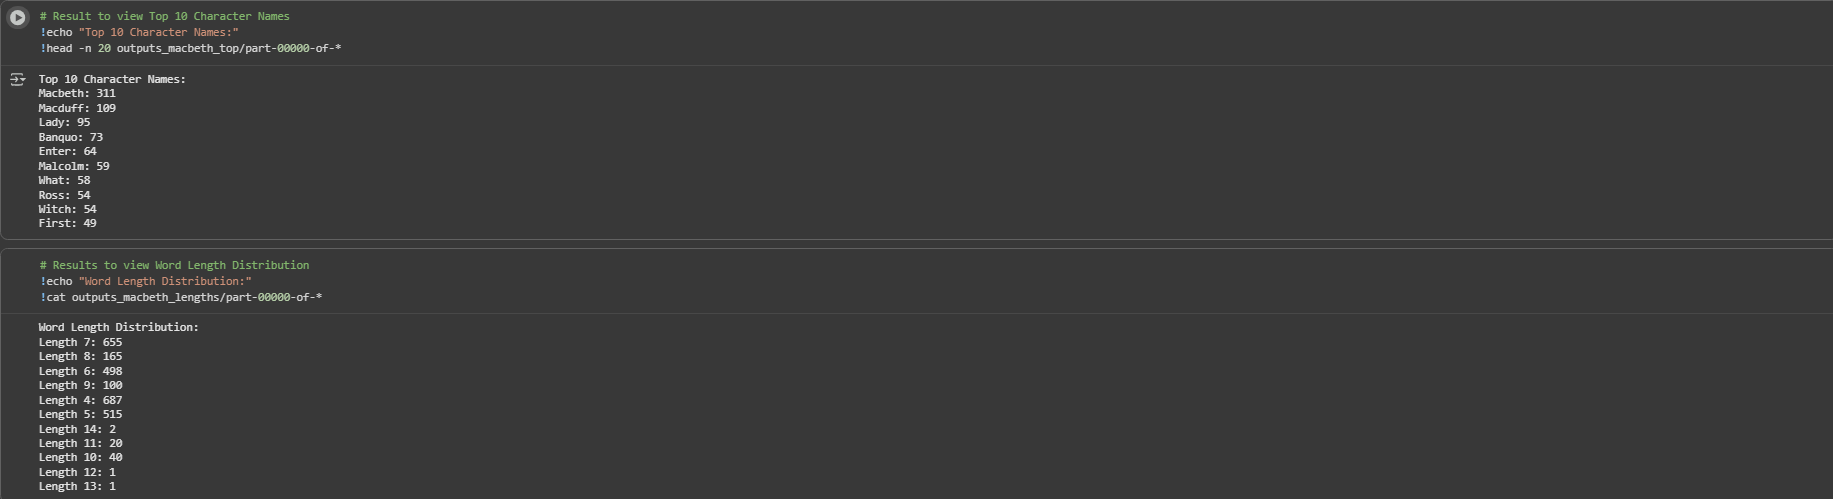 # Result to view Top 10 Character Names
!echo "Top 10 Character Names:"
!head -n 20 outputs_macbeth_top/part-00000-of-*
Top 10 Character Names:
Macbeth: 311
Macduff: 109
Lady: 95
Banquo: 73
Enter: 64
Malcolm: 59
What: 58
Ross: 54
Witch: 54
First: 49
# Results to view Word Length Distribution
!echo "Word Length Distribution:"
!cat outputs_macbeth_lengths/part-00000-of-*
Word Length Distribution:
Length 7: 655
Length 8: 165
Length 6: 498
Length 9: 100
Length 4: 687
Length 5: 515
Length 14: 2
Length 11: 20
Length 10: 40
Length 12: 1
Length 13: 1